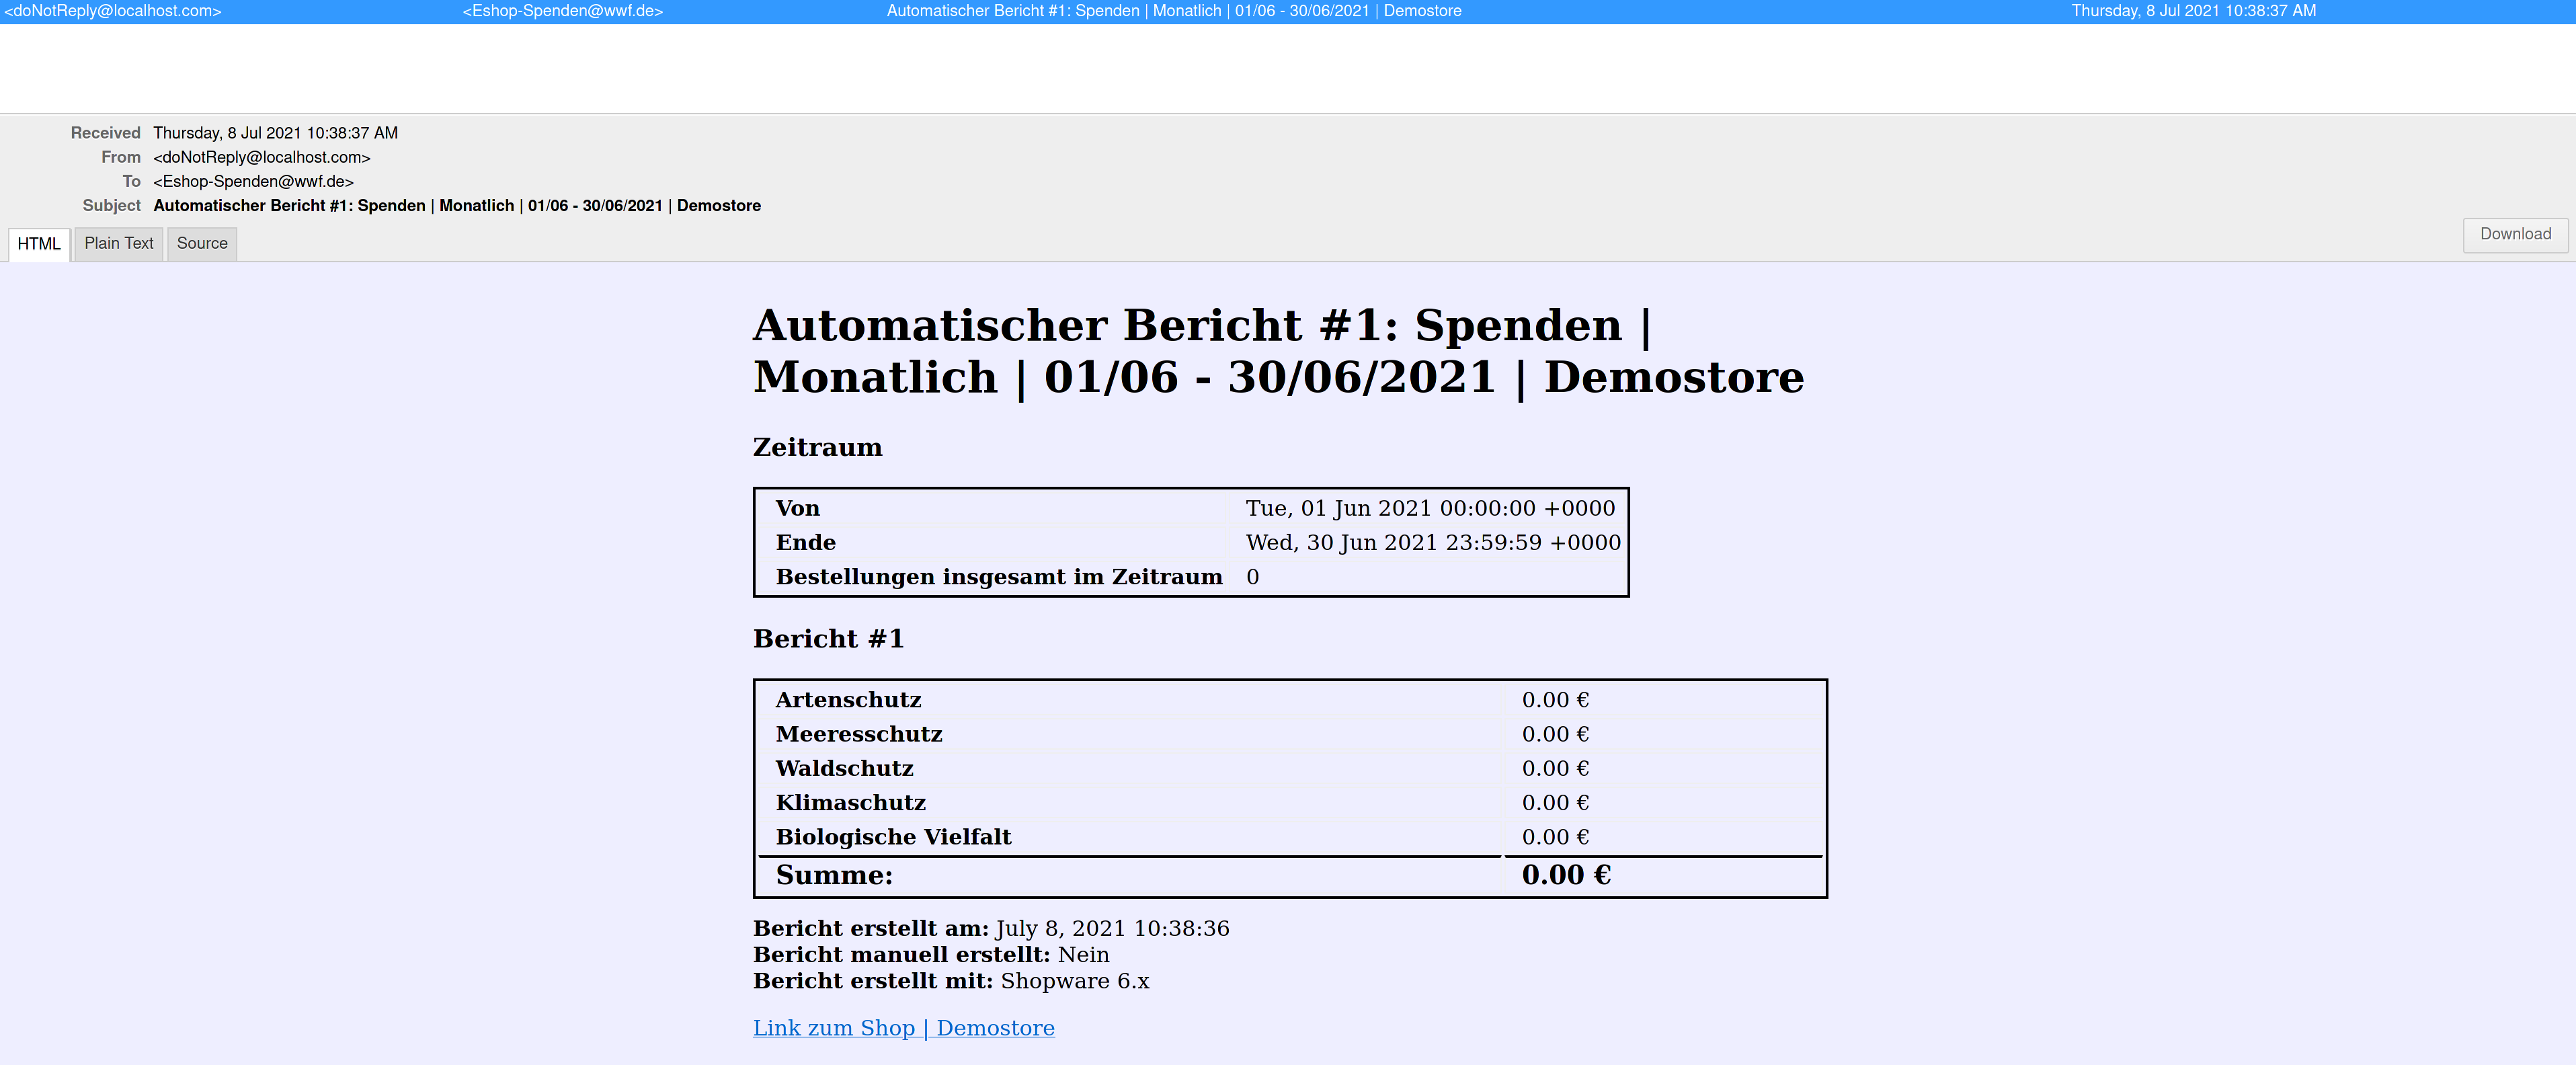 <doNotReply@localhost.com> <Eshop-Spenden@wwf.de> Automatischer Bericht #1: Spenden | Monatlich | 01/06 - 30/06/2021 | Demostore Thursday, 8 Jul 2021 10:38:37 AM
Received Thursday, 8 Jul 2021 10:38:37 AM
From <doNotReply@localhost.com>
To <Eshop-Spenden@wwf.de>
Subject Automatischer Bericht #1: Spenden | Monatlich | 01/06 - 30/06/2021 | Demostore
HTML Plain Text Source Download
Automatischer Bericht #1: Spenden |
Monatlich | 01/06 - 30/06/2021 | Demostore
Zeitraum
Von Tue, 01 Jun 2021 00:00:00 +0000
Ende Wed, 30 Jun 2021 23:59:59 +0000
Bestellungen insgesamt im Zeitraum 0
Bericht #1
Artenschutz 0.00 €
Meeresschutz 0.00 €
Waldschutz 0.00 €
Klimaschutz 0.00 €
Biologische Vielfalt 0.00 €
Summe: 0.00 €
Bericht erstellt am: July 8, 2021 10:38:36
Bericht manuell erstellt: Nein
Bericht erstellt mit: Shopware 6.x
Link zum Shop | Demostore